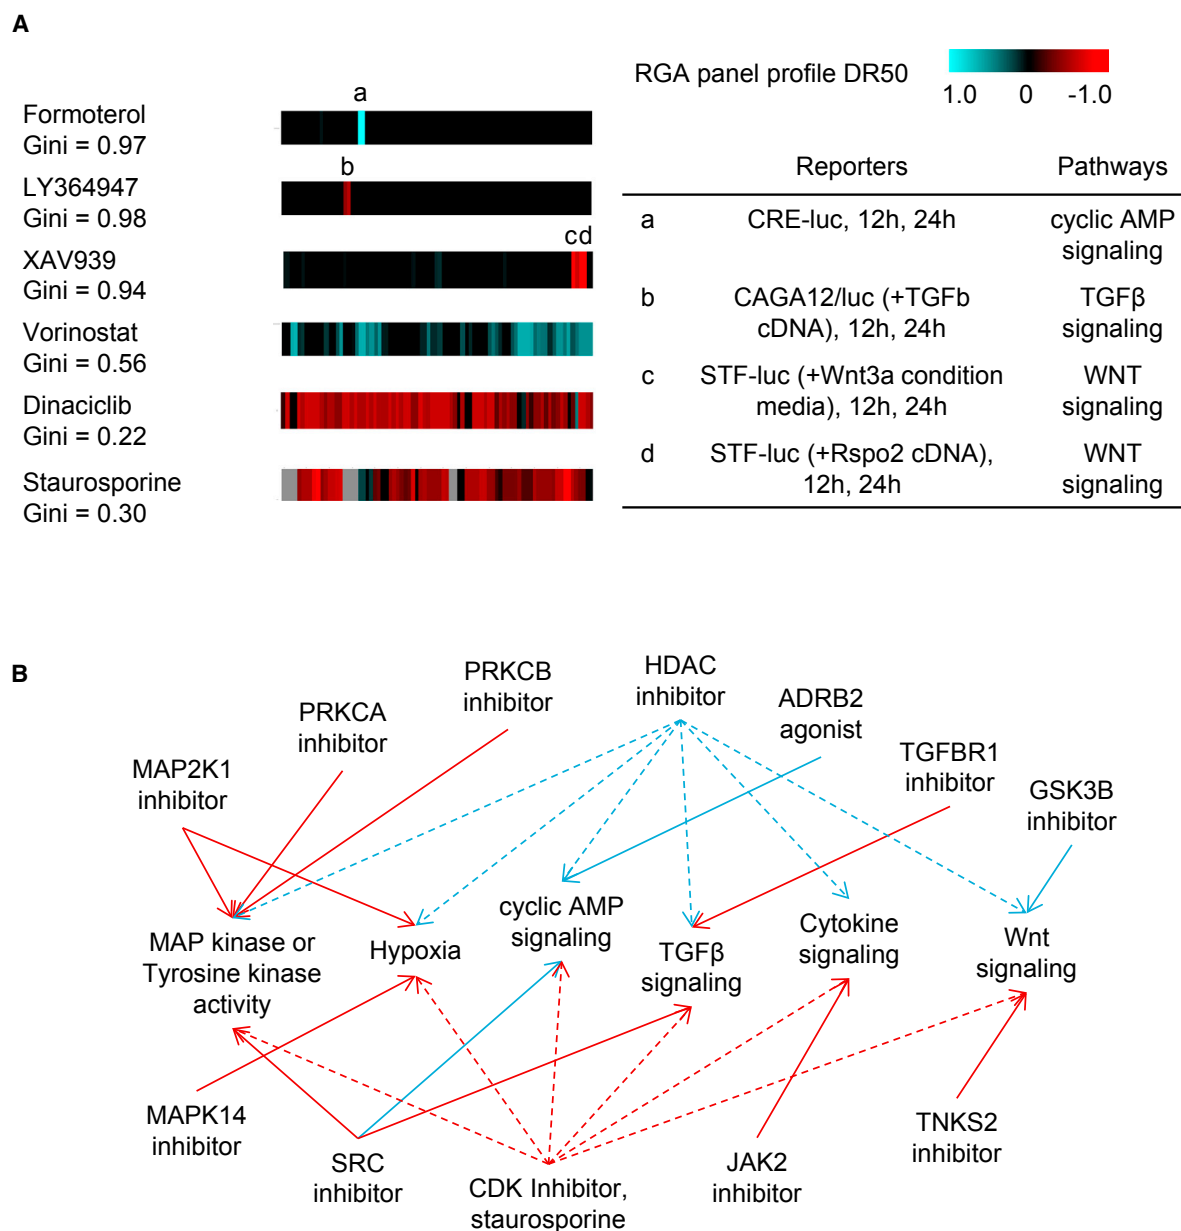 A
RGA panel profile DR50
1.0 0 -1.0
Formoterol
Gini = 0.97
a
LY364947
Gini = 0.98
b
XAV939
Gini = 0.94
cd
Vorinostat
Gini = 0.56
Dinaciclib
Gini = 0.22
Staurosporine
Gini = 0.30
Reporters Pathways
a CRE-luc, 12h, 24h cyclic AMP
signaling
b CAGA12/luc (+TGFb TGFβ
cDNA), 12h, 24h signaling
c STF-luc (+Wnt3a condition WNT
media), 12h, 24h signaling
d STF-luc (+Rspo2 cDNA), WNT
12h, 24h signaling
B
MAP2K1
inhibitor
PRKCA
inhibitor
PRKCB
inhibitor
HDAC
inhibitor
ADRB2
agonist
TGFBR1
inhibitor
GSK3B
inhibitor
MAP kinase or
Tyrosine kinase
activity
Hypoxia
cyclic AMP
signaling
TGFβ
signaling
Cytokine
signaling
Wnt
signaling
MAPK14
inhibitor
SRC
inhibitor
CDK Inhibitor,
staurosporine
JAK2
inhibitor
TNKS2
inhibitor